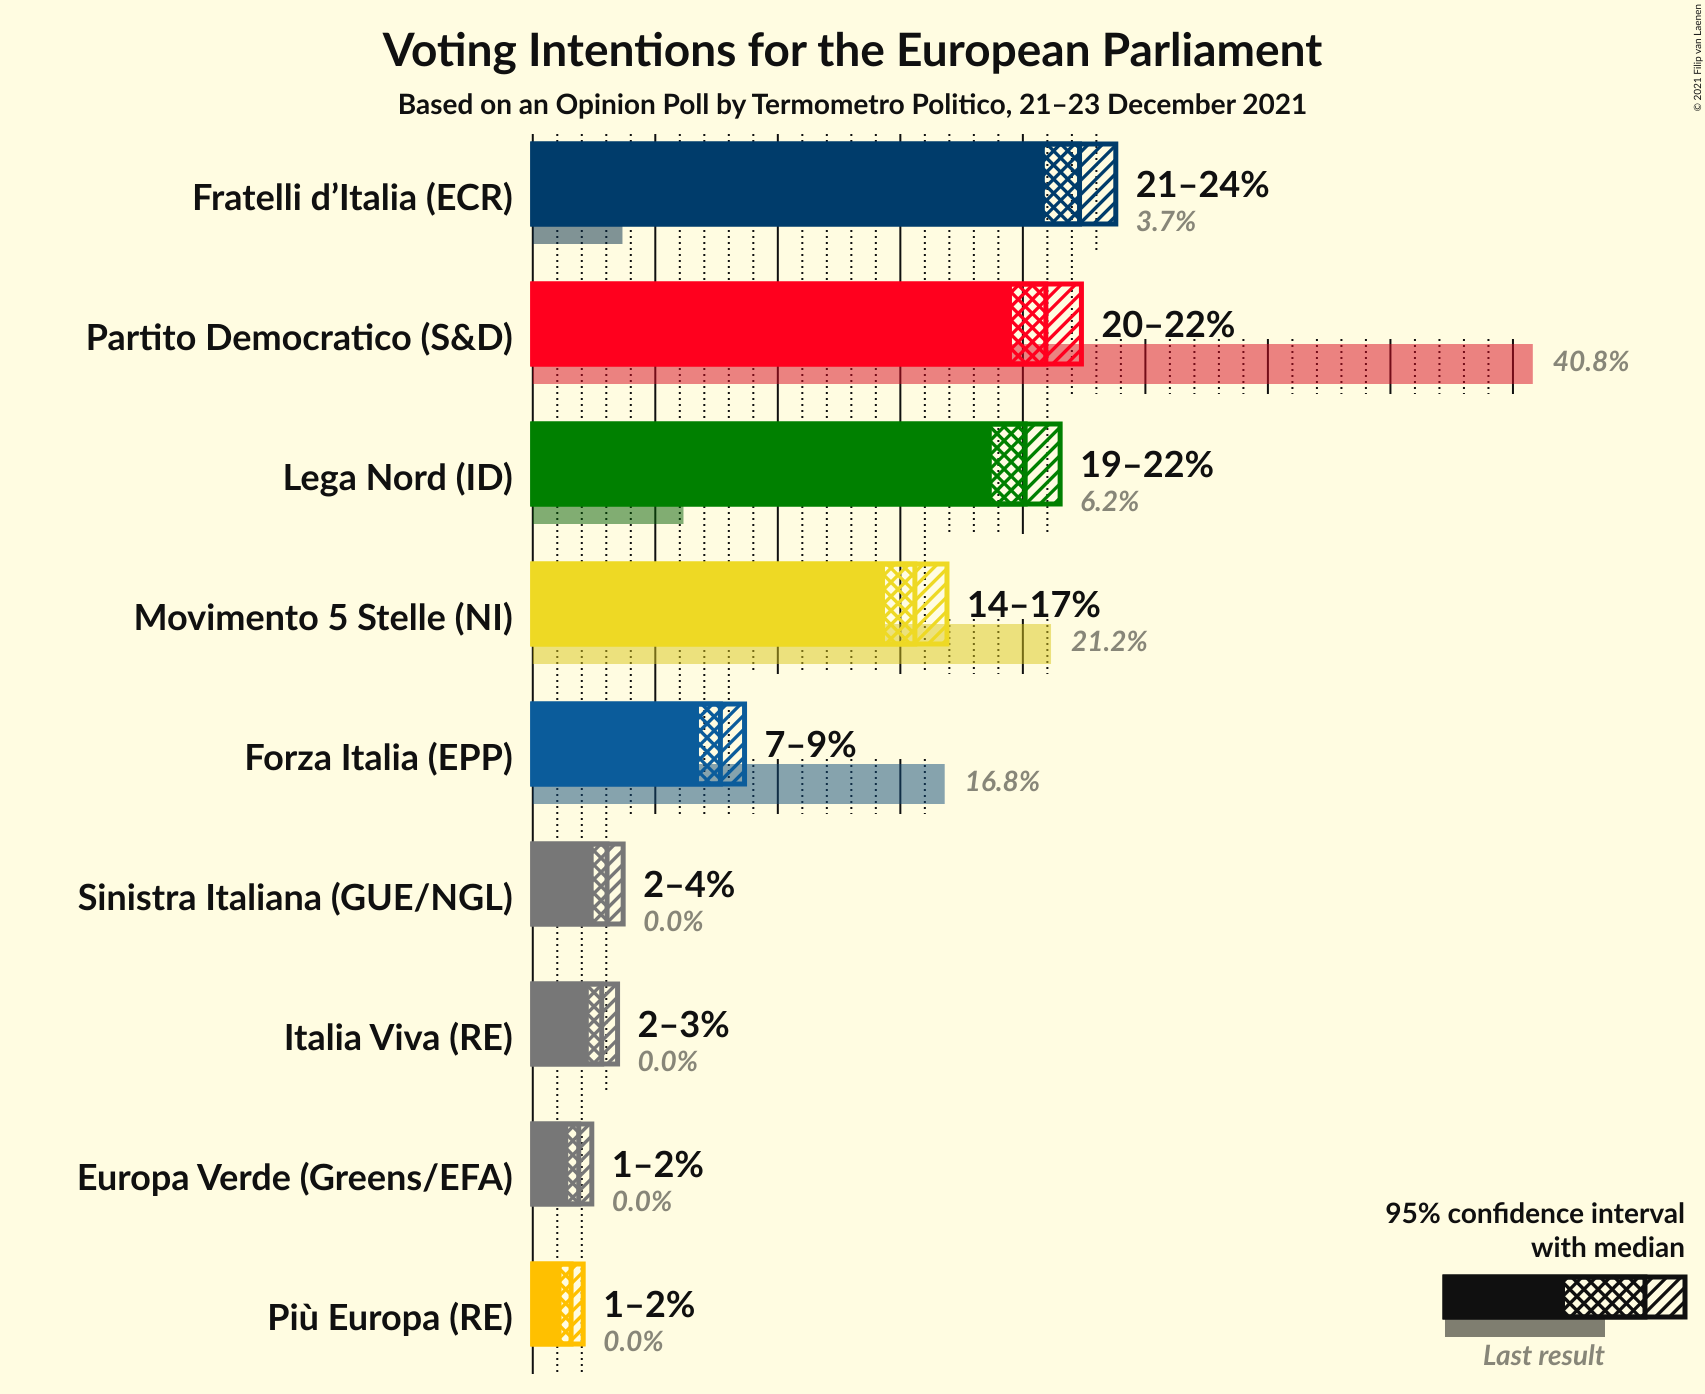 Voting Intentions for the European Parliament
Based on an Opinion Poll by Termometro Politico, 21–23 December 2021
© 2021 Filip van Laenen
Fratelli d’Italia (ECR)
21–24%
3.7%
Partito Democratico (S&D)
20–22%
40.8%
Lega Nord (ID)
19–22%
6.2%
Movimento 5 Stelle (NI)
14–17%
21.2%
Forza Italia (EPP)
7–9%
16.8%
Sinistra Italiana (GUE/NGL)
2–4%
0.0%
Italia Viva (RE)
2–3%
0.0%
Europa Verde (Greens/EFA)
1–2%
0.0%
Più Europa (RE)
1–2%
0.0%
95% confidence interval
with median
Last result